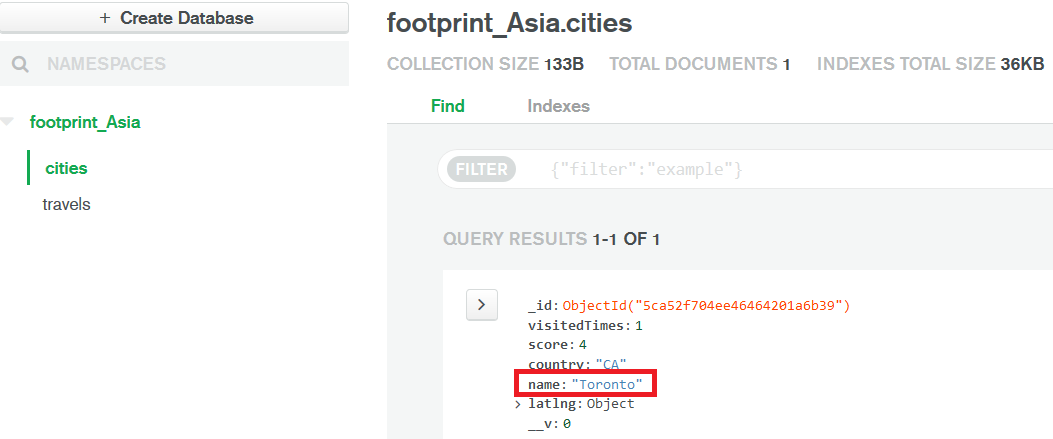 + Create Database
NAMESPACES
footprint_Asia
cities
travels
footprint_Asia.cities
COLLECTION SIZE 133B TOTAL DOCUMENTS 1 INDEXES TOTAL SIZE 36KB
Find Indexes
FILTER {"filter":"example"}
QUERY RESULTS 1-1 OF 1
_id: ObjectId("5ca52f704ee46464201a6b39")
visitedTimes: 1
score: 4
country: "CA"
name: "Toronto"
> latlng: Object
__v: 0